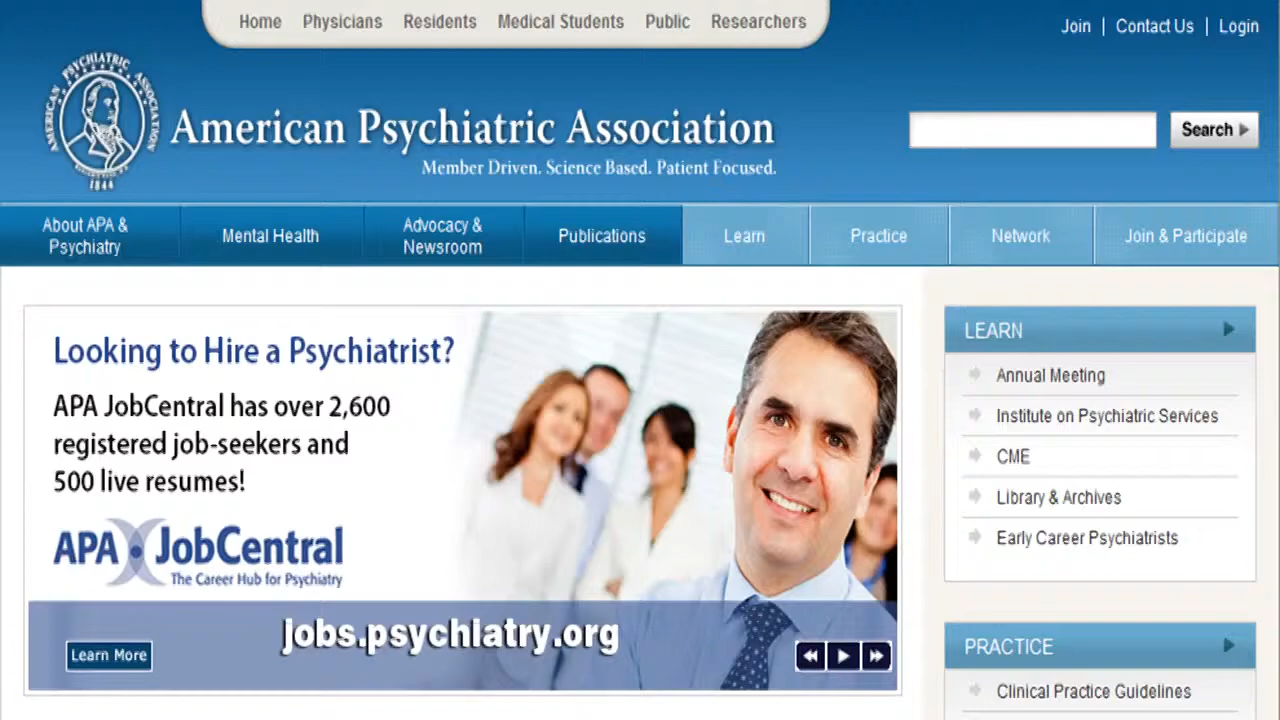 Home Physicians Residents Medical Students Public Researchers
Join | Contact Us | Login
AMERICAN PSYCHIATRIC ASSOCIATION
1844
American Psychiatric Association
Member Driven. Science Based. Patient Focused.
Search
About APA &
Psychiatry
Mental Health
Advocacy &
Newsroom
Publications
Learn
Practice
Network
Join & Participate
Looking to Hire a Psychiatrist?
APA JobCentral has over 2,600
registered job-seekers and
500 live resumes!
APA JobCentral
The Career Hub for Psychiatry
jobs.psychiatry.org
Learn More
LEARN
Annual Meeting
Institute on Psychiatric Services
CME
Library & Archives
Early Career Psychiatrists
PRACTICE
Clinical Practice Guidelines